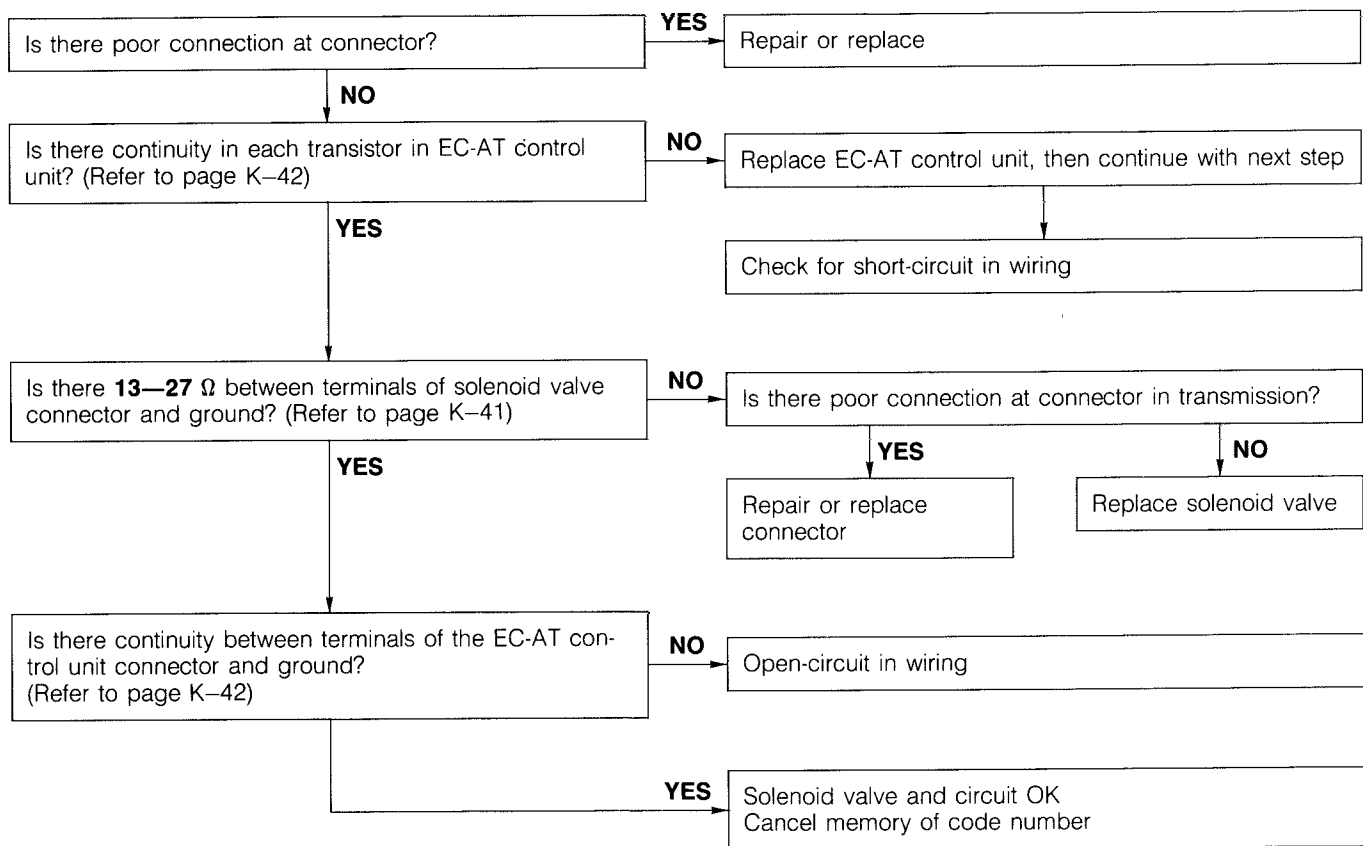 Is there poor connection at connector?
YES
Repair or replace
NO
Is there continuity in each transistor in EC-AT control
unit? (Refer to page K–42)
NO
Replace EC-AT control unit, then continue with next step
YES
Check for short-circuit in wiring
Is there 13—27 Ω between terminals of solenoid valve
connector and ground? (Refer to page K–41)
NO
Is there poor connection at connector in transmission?
YES
YES
NO
Repair or replace
connector
Replace solenoid valve
Is there continuity between terminals of the EC-AT con-
trol unit connector and ground?
(Refer to page K–42)
NO
Open-circuit in wiring
YES
Solenoid valve and circuit OK
Cancel memory of code number